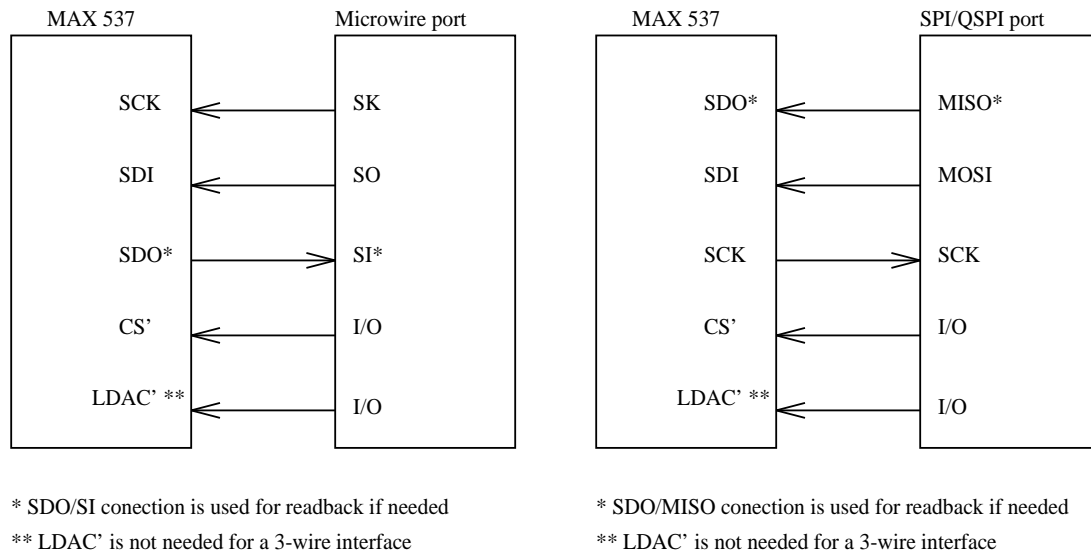 MAX 537
Microwire port
SCK
SK
SDI
SO
SDO*
SI*
CS’
I/O
LDAC’ **
I/O
* SDO/SI conection is used for readback if needed
** LDAC’ is not needed for a 3-wire interface
MAX 537
SPI/QSPI port
SDO*
MISO*
SDI
MOSI
SCK
SCK
CS’
I/O
LDAC’ **
I/O
* SDO/MISO conection is used for readback if needed
** LDAC’ is not needed for a 3-wire interface